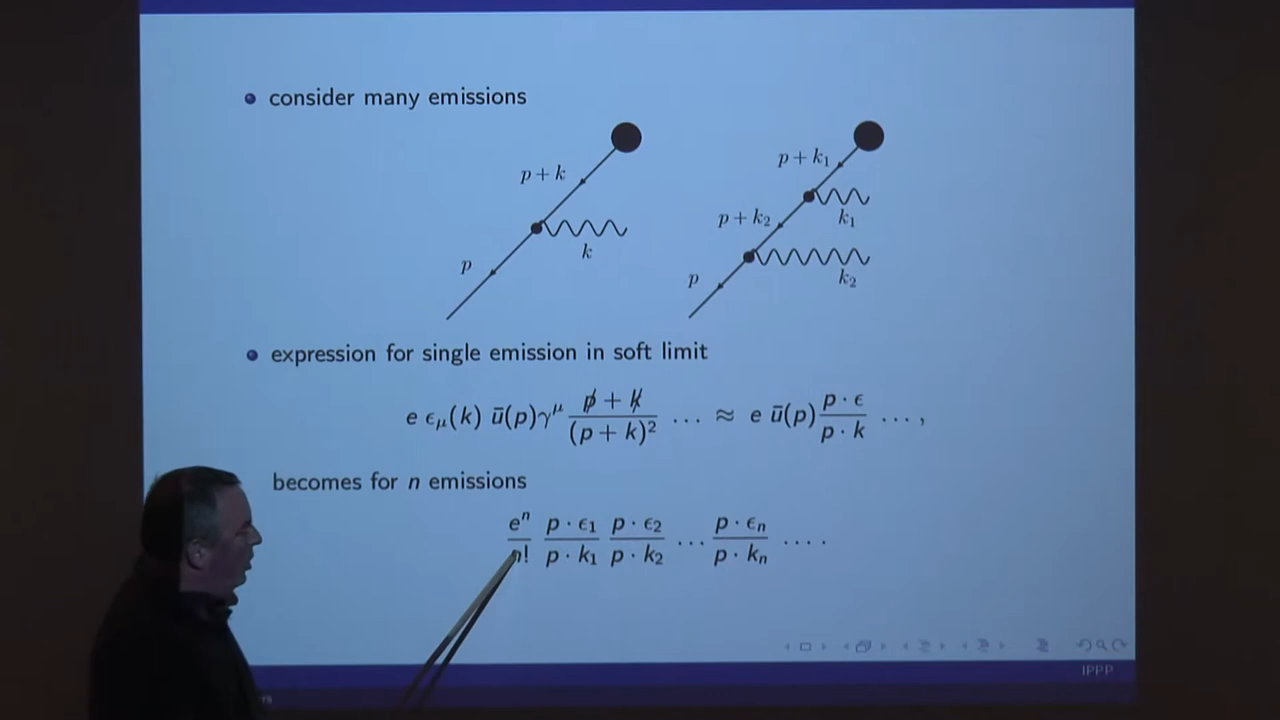 consider many emissions
p + k
k
p
p + k₁
k₁
p + k₂
k₂
p
expression for single emission in soft limit
e ϵ_μ(k) ū(p)γ^μ (p̸ + k̸)/(p + k)² … ≈ e ū(p) (p · ϵ)/(p · k) … ,
becomes for n emissions
eⁿ/n! (p · ϵ₁)/(p · k₁) (p · ϵ₂)/(p · k₂) … (p · ϵₙ)/(p · kₙ) … .
IPPP
rs